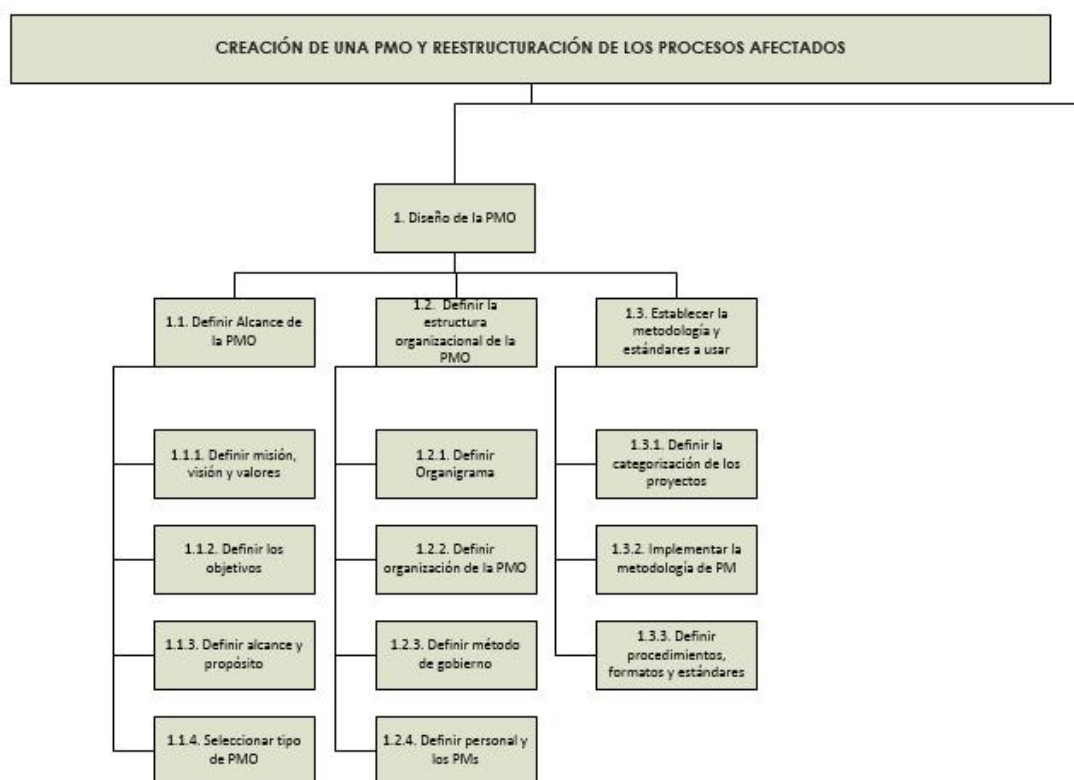 CREACIÓN DE UNA PMO Y REESTRUCTURACIÓN DE LOS PROCESOS AFECTADOS
1. Diseño de la PMO
1.1. Definir Alcance de
la PMO
1.2. Definir la
estructura
organizacional de la
PMO
1.3. Establecer la
metodología y
estándares a usar
1.1.1. Definir misión,
visión y valores
1.2.1. Definir
Organigrama
1.3.1. Definir la
categorización de los
proyectos
1.1.2. Definir los
objetivos
1.2.2. Definir
organización de la PMO
1.3.2. Implementar la
metodología de PM
1.1.3. Definir alcance y
propósito
1.2.3. Definir método
de gobierno
1.3.3. Definir
procedimientos,
formatos y estándares
1.1.4. Seleccionar tipo
de PMO
1.2.4. Definir personal y
los PMs